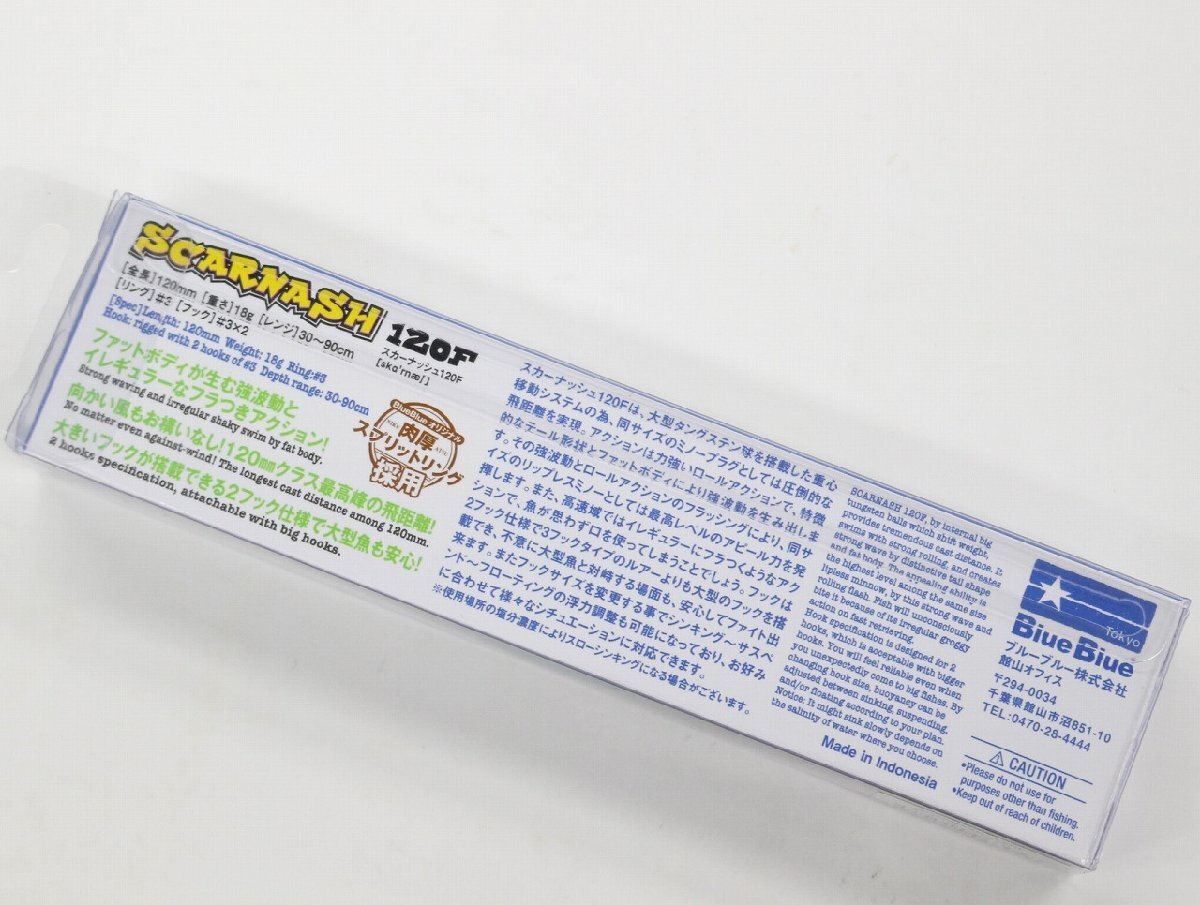 SCARNASH 120F
スカーナッシュ120F
[skɑ'rnæʃ]
[全長]120mm [重さ]18g [レンジ]30～90cm
[リング]#3 [フック]#3×2
[Spec]Length: 120mm Weight: 18g Ring:#3
Hook: rigged with 2 hooks of #3 Depth range: 30-90cm
ファットボディが生む強波動と
イレギュラーなフラつきアクション!
Strong waving and irregular shaky swim by fat body.
向かい風もお構いなし!120mmクラス最高峰の飛距離!
No matter even against-wind! The longest cast distance among 120mm.
大きいフックが搭載できる2フック仕様で大型魚も安心!
2 hooks specification, attachable with big hooks.
BlueBlueオリジナル
肉厚
スプリットリング
採用
スカーナッシュ120Fは、大型タングステン球を搭載した重心
移動システムの為、同サイズのミノープラグとしては圧倒的な
飛距離を実現。アクションは力強いロールアクションで、特徴
的なテール形状とファットボディにより強波動を生み出しま
す。その強波動とロールアクションのフラッシングにより、同サ
イズのリップレスミノーとしては最高レベルのアピール力を発
揮します。また、高速域ではイレギュラーにフラつくようなアク
ションで、魚が思わず口を使ってしまうことでしょう。フックは
2フック仕様で3フックタイプのルアーよりも大型のフックを搭
載でき、不意に大型魚と対峙する場面も、安心してファイト出
来ます。またフックサイズを変更する事でシンキング～サスペ
ンド～フローティングの浮力調整も可能になっており、お好み
に合わせて様々なシチュエーションに対応できます。
※使用場所の塩分濃度によりスローシンキングになる場合がございます。
SCARNASH 120F, by internal big
tungsten balls which shift weight,
provides tremendous cast distance. It
swims with strong rolling, and creates
strong wave by distinctive tail shape
and fat body. The appealing ability is
the highest level among the same size
lipless minnow, by this strong wave and
rolling flash. Fish will unconsciously
bite it because of its irregular groggy
action on fast retrieving.
Hook specification is designed for 2
hooks, which is acceptable with bigger
hooks. You will feel reliable even when
you unexpectedly come to big fishes. By
changing hook size, buoyancy can be
adjusted between sinking, suspending,
and/or floating according to your plan.
Notice: It might sink slowly depends on
the salinity of water where you choose.
Made in Indonesia
Tokyo
BlueBlue
ブルーブルー株式会社
館山オフィス
〒294-0034
千葉県館山市沼851-10
TEL:0470-28-4444
⚠ CAUTION
•Please do not use for
purposes other than fishing.
•Keep out of reach of children.